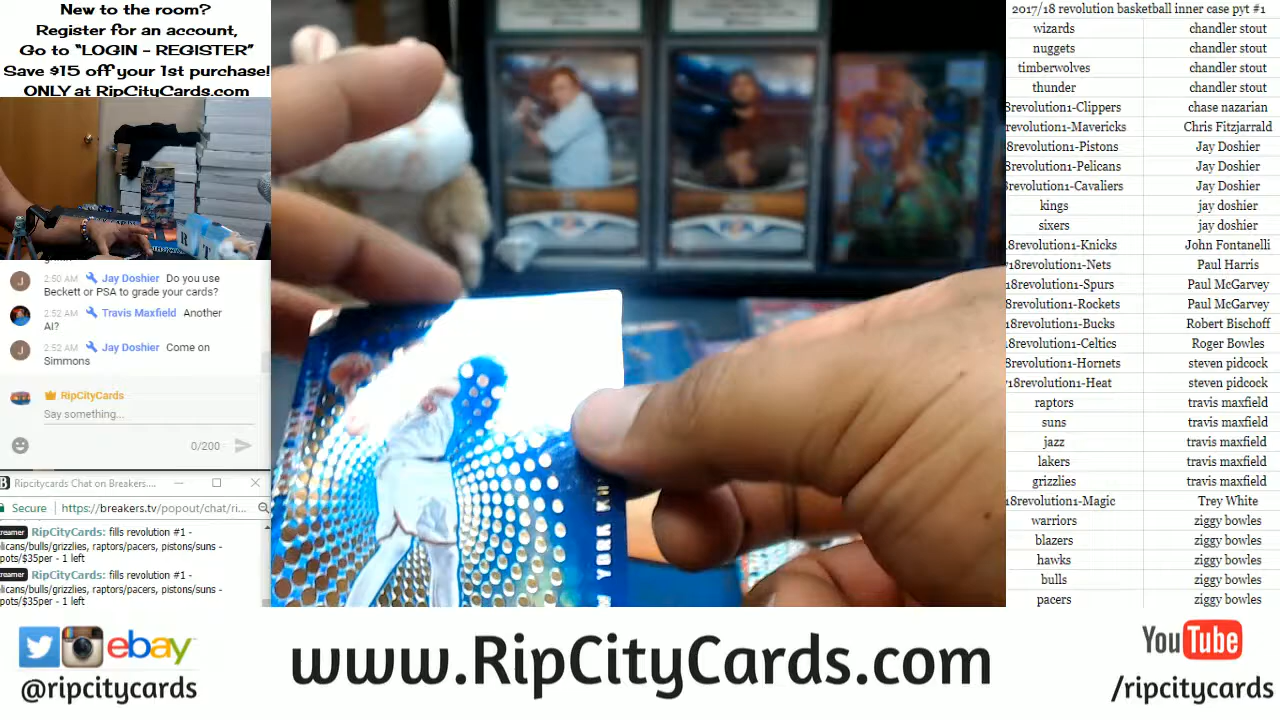 New to the room?
Register for an account,
Go to “LOGIN - REGISTER”
Save $15 off your 1st purchase!
ONLY at RipCityCards.com
2:50 AM Jay Doshier Do you use
Beckett or PSA to grade your cards?
2:52 AM Travis Maxfield Another
AI?
2:52 AM Jay Doshier Come on
Simmons
RipCityCards
Say something...
0/200
Ripcitycards Chat on Breakers....
Secure https://breakers.tv/popout/chat/ri...
reamer RipCityCards: fills revolution #1 -
licans/bulls/grizzlies, raptors/pacers, pistons/suns -
pots/$35per - 1 left
reamer RipCityCards: fills revolution #1 -
licans/bulls/grizzlies, raptors/pacers, pistons/suns -
pots/$35per - 1 left
W YORK KN
2017/18 revolution basketball inner case pyt #1
wizards chandler stout
nuggets chandler stout
timberwolves chandler stout
thunder chandler stout
8revolution1-Clippers chase nazarian
revolution1-Mavericks Chris Fitzjarrald
18revolution1-Pistons Jay Doshier
8revolution1-Pelicans Jay Doshier
8revolution1-Cavaliers Jay Doshier
kings jay doshier
sixers jay doshier
18revolution1-Knicks John Fontanelli
/18revolution1-Nets Paul Harris
18revolution1-Spurs Paul McGarvey
8revolution1-Rockets Paul McGarvey
18revolution1-Bucks Robert Bischoff
18revolution1-Celtics Roger Bowles
8revolution1-Hornets steven pidcock
/18revolution1-Heat steven pidcock
raptors travis maxfield
suns travis maxfield
jazz travis maxfield
lakers travis maxfield
grizzlies travis maxfield
18revolution1-Magic Trey White
warriors ziggy bowles
blazers ziggy bowles
hawks ziggy bowles
bulls ziggy bowles
pacers ziggy bowles
ebay
@ripcitycards
www.RipCityCards.com
YouTube
/ripcitycards